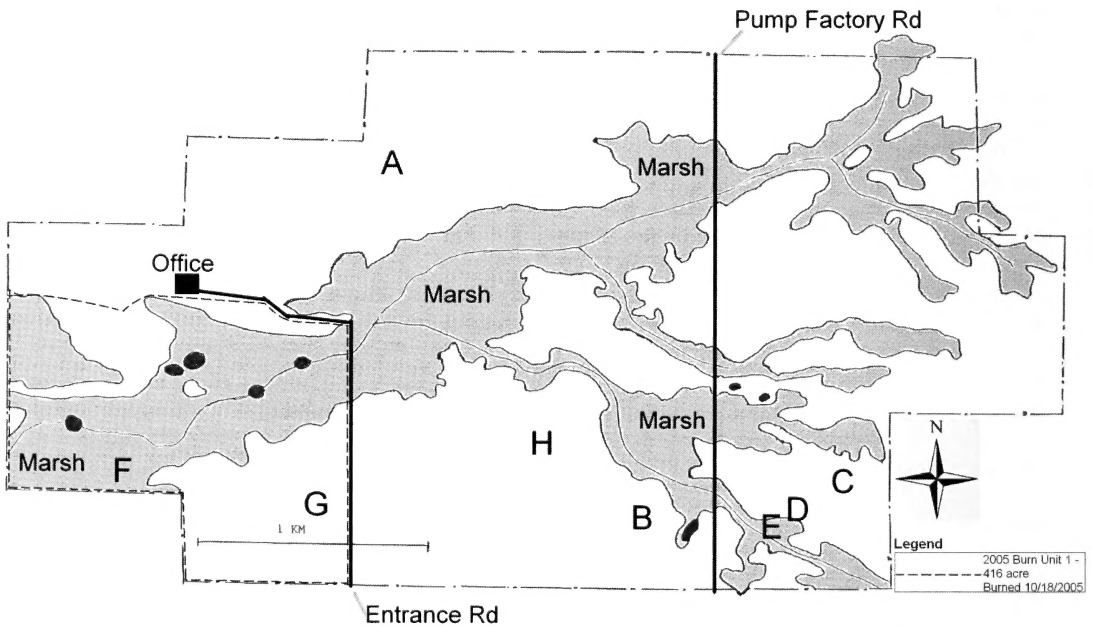 Pump Factory Rd
A
Marsh
Office
Marsh
Marsh
H
C
N
Marsh
F
G
B
D
E
1 KM
Legend
2005 Burn Unit 1 -
416 acre
Burned 10/18/2005
Entrance Rd